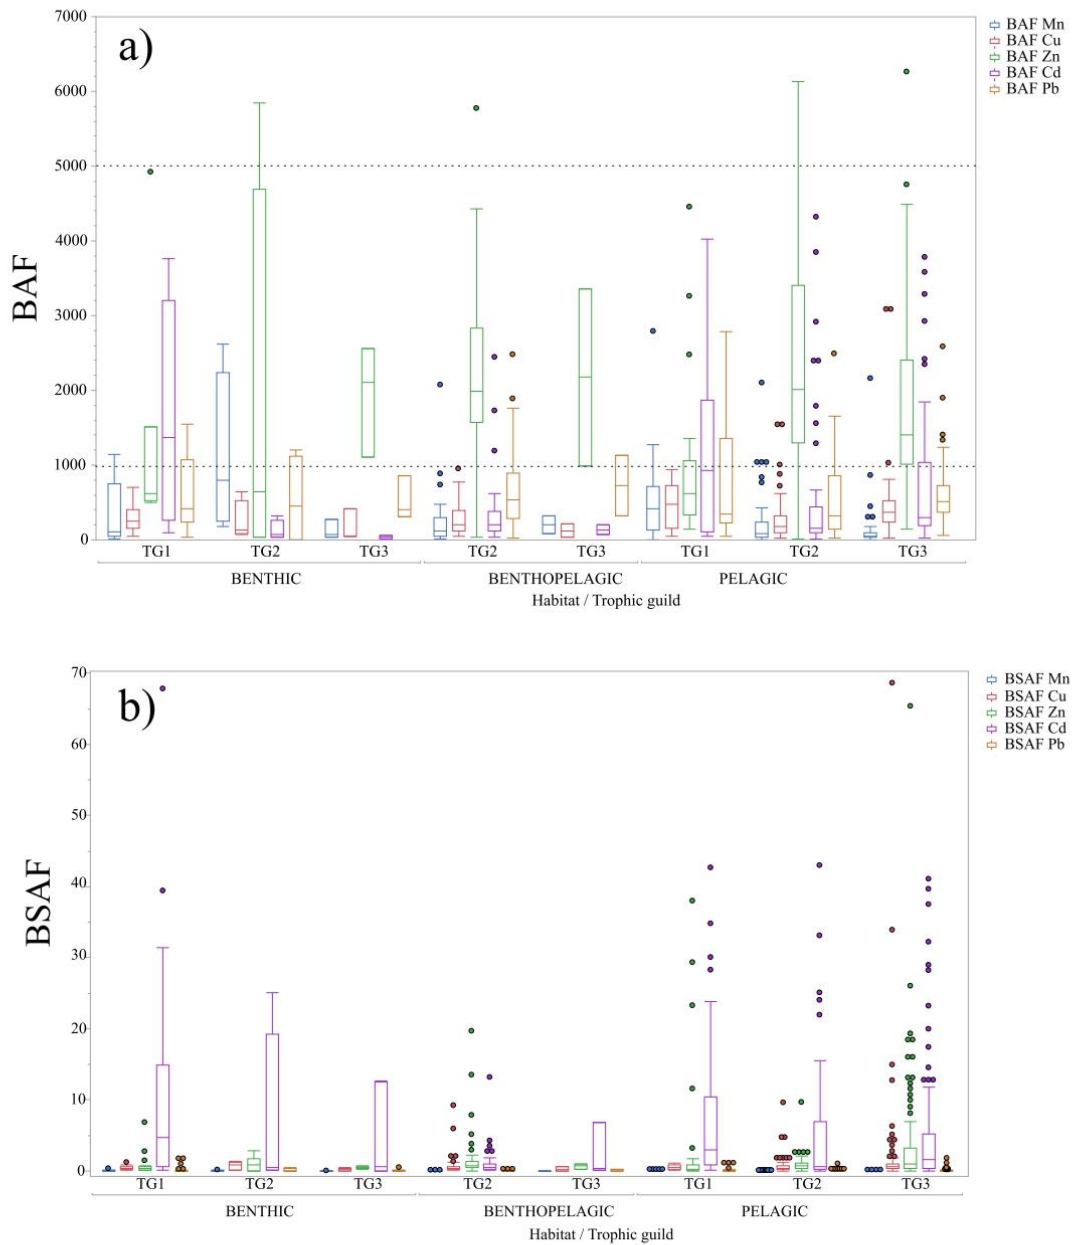 a)
7000
6000
5000
4000
3000
2000
1000
0
BAF
BAF Mn
BAF Cu
BAF Zn
BAF Cd
BAF Pb
TG1 TG2 TG3 TG2 TG3 TG1 TG2 TG3
BENTHIC BENTHOPELAGIC PELAGIC
Habitat / Trophic guild
b)
70
60
50
40
30
20
10
0
BSAF
BSAF Mn
BSAF Cu
BSAF Zn
BSAF Cd
BSAF Pb
TG1 TG2 TG3 TG2 TG3 TG1 TG2 TG3
BENTHIC BENTHOPELAGIC PELAGIC
Habitat / Trophic guild